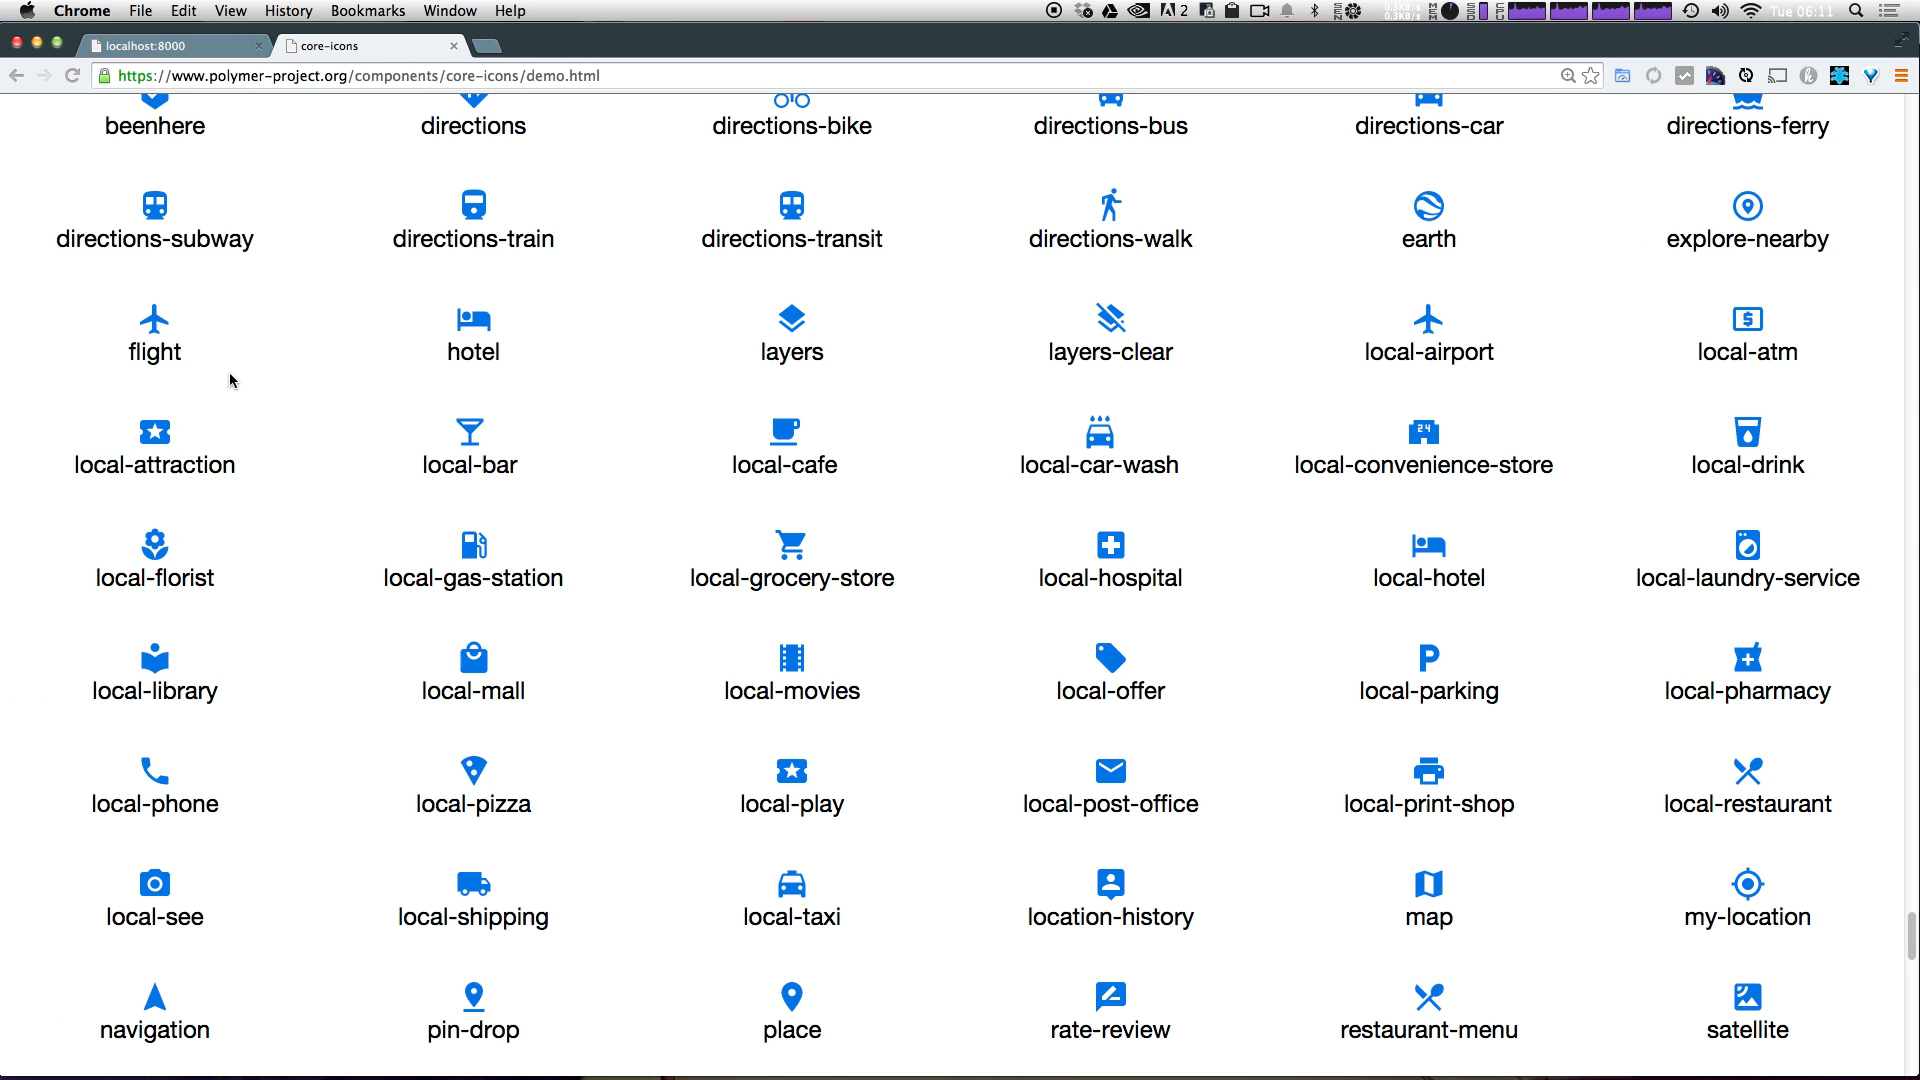 Chrome File Edit View History Bookmarks Window Help 2 Tue 06:11
localhost:8000 core-icons
https://www.polymer-project.org/components/core-icons/demo.html
beenhere directions directions-bike directions-bus directions-car directions-ferry
directions-subway directions-train directions-transit directions-walk earth explore-nearby
flight hotel layers layers-clear local-airport local-atm
24
local-attraction local-bar local-cafe local-car-wash local-convenience-store local-drink
local-florist local-gas-station local-grocery-store local-hospital local-hotel local-laundry-service
P
local-library local-mall local-movies local-offer local-parking local-pharmacy
local-phone local-pizza local-play local-post-office local-print-shop local-restaurant
local-see local-shipping local-taxi location-history map my-location
navigation pin-drop place rate-review restaurant-menu satellite